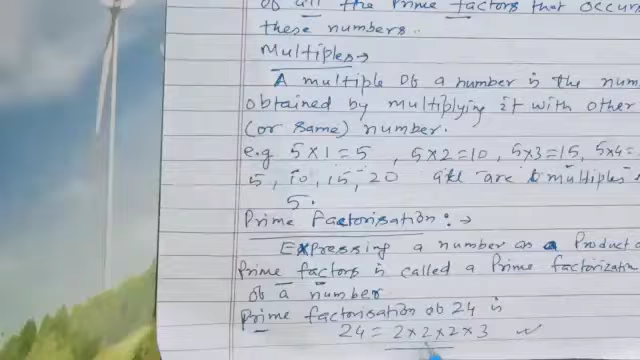 of all the Prime factors that occurs
these numbers.
Multiples→
A multiple of a number is the num
obtained by multiplying it with other
(or same) number.
e.g 5×1=5, 5×2=10, 5×3=15, 5×4=
5, 10, 15, 20 are multiples
5.
Prime Factorisation:→
Expressing a number as a Product o
Prime factors is called a Prime factorization
of a number
Prime factorisation of 24 is
24 = 2×2×2×3